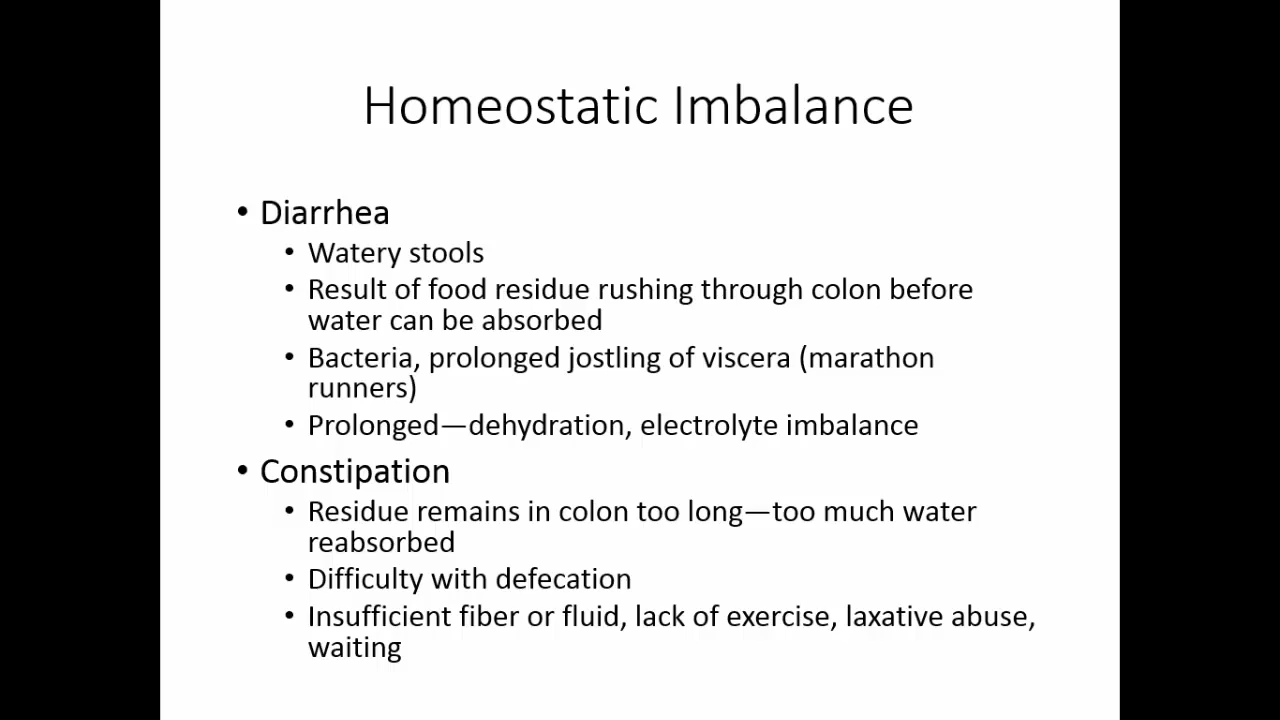 Homeostatic Imbalance
• Diarrhea
• Watery stools
• Result of food residue rushing through colon before
water can be absorbed
• Bacteria, prolonged jostling of viscera (marathon
runners)
• Prolonged—dehydration, electrolyte imbalance
• Constipation
• Residue remains in colon too long—too much water
reabsorbed
• Difficulty with defecation
• Insufficient fiber or fluid, lack of exercise, laxative abuse,
waiting